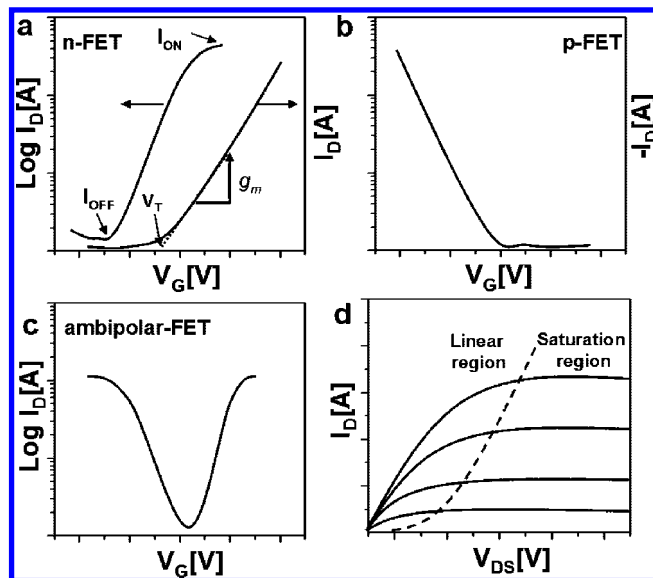 a
n-FET
I_ON
Log I_D[A]
I_D[A]
I_OFF
V_T
g_m
V_G[V]
b
p-FET
-I_D[A]
V_G[V]
c
ambipolar-FET
Log I_D[A]
V_G[V]
d
Linear region
Saturation region
I_D[A]
V_DS[V]